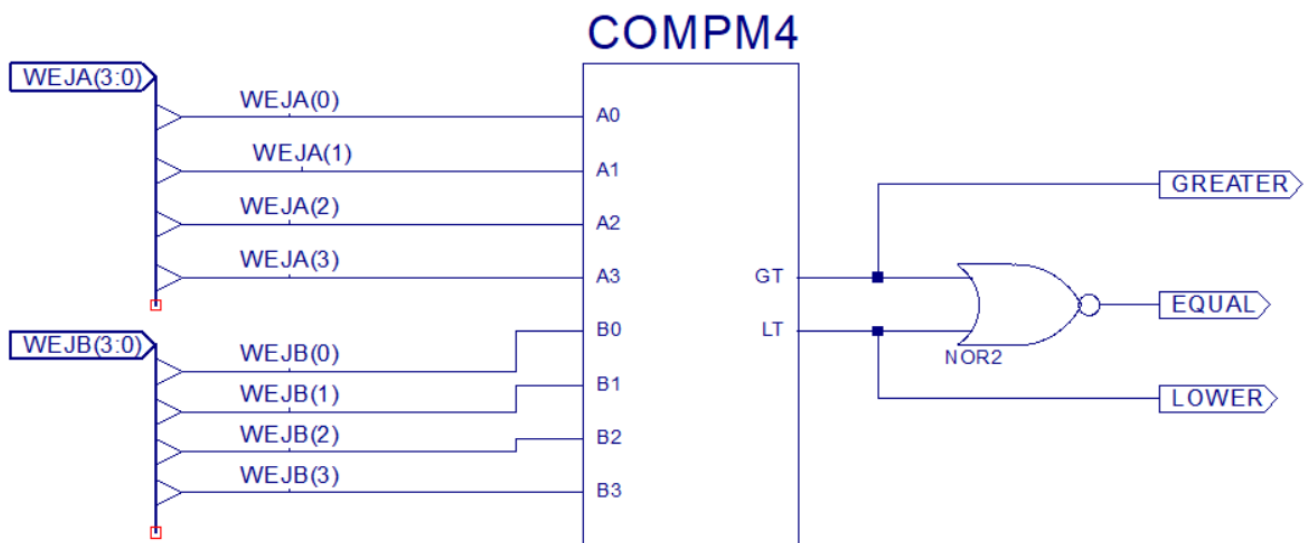 COMPM4
WEJA(3:0)
WEJA(0)
A0
WEJA(1)
A1
GREATER
WEJA(2)
A2
WEJA(3)
A3
GT
EQUAL
WEJB(3:0)
B0
LT
WEJB(0)
NOR2
WEJB(1)
B1
LOWER
WEJB(2)
B2
WEJB(3)
B3